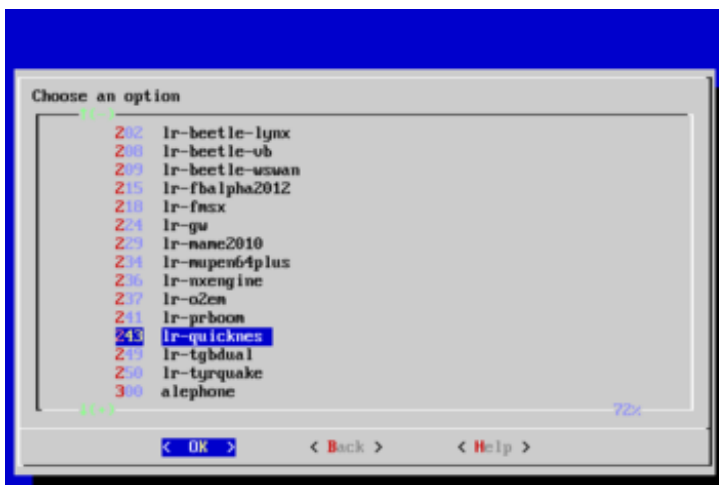 Choose an option
202 lr-beetle-lynx
208 lr-beetle-vb
209 lr-beetle-wswan
215 lr-fbalpha2012
218 lr-fmsx
224 lr-gw
229 lr-mame2010
234 lr-mupen64plus
236 lr-nxengine
237 lr-o2em
241 lr-prboom
243 lr-quicknes
249 lr-tgbdual
250 lr-tyrquake
300 alephone
72%
< OK > < Back > < Help >